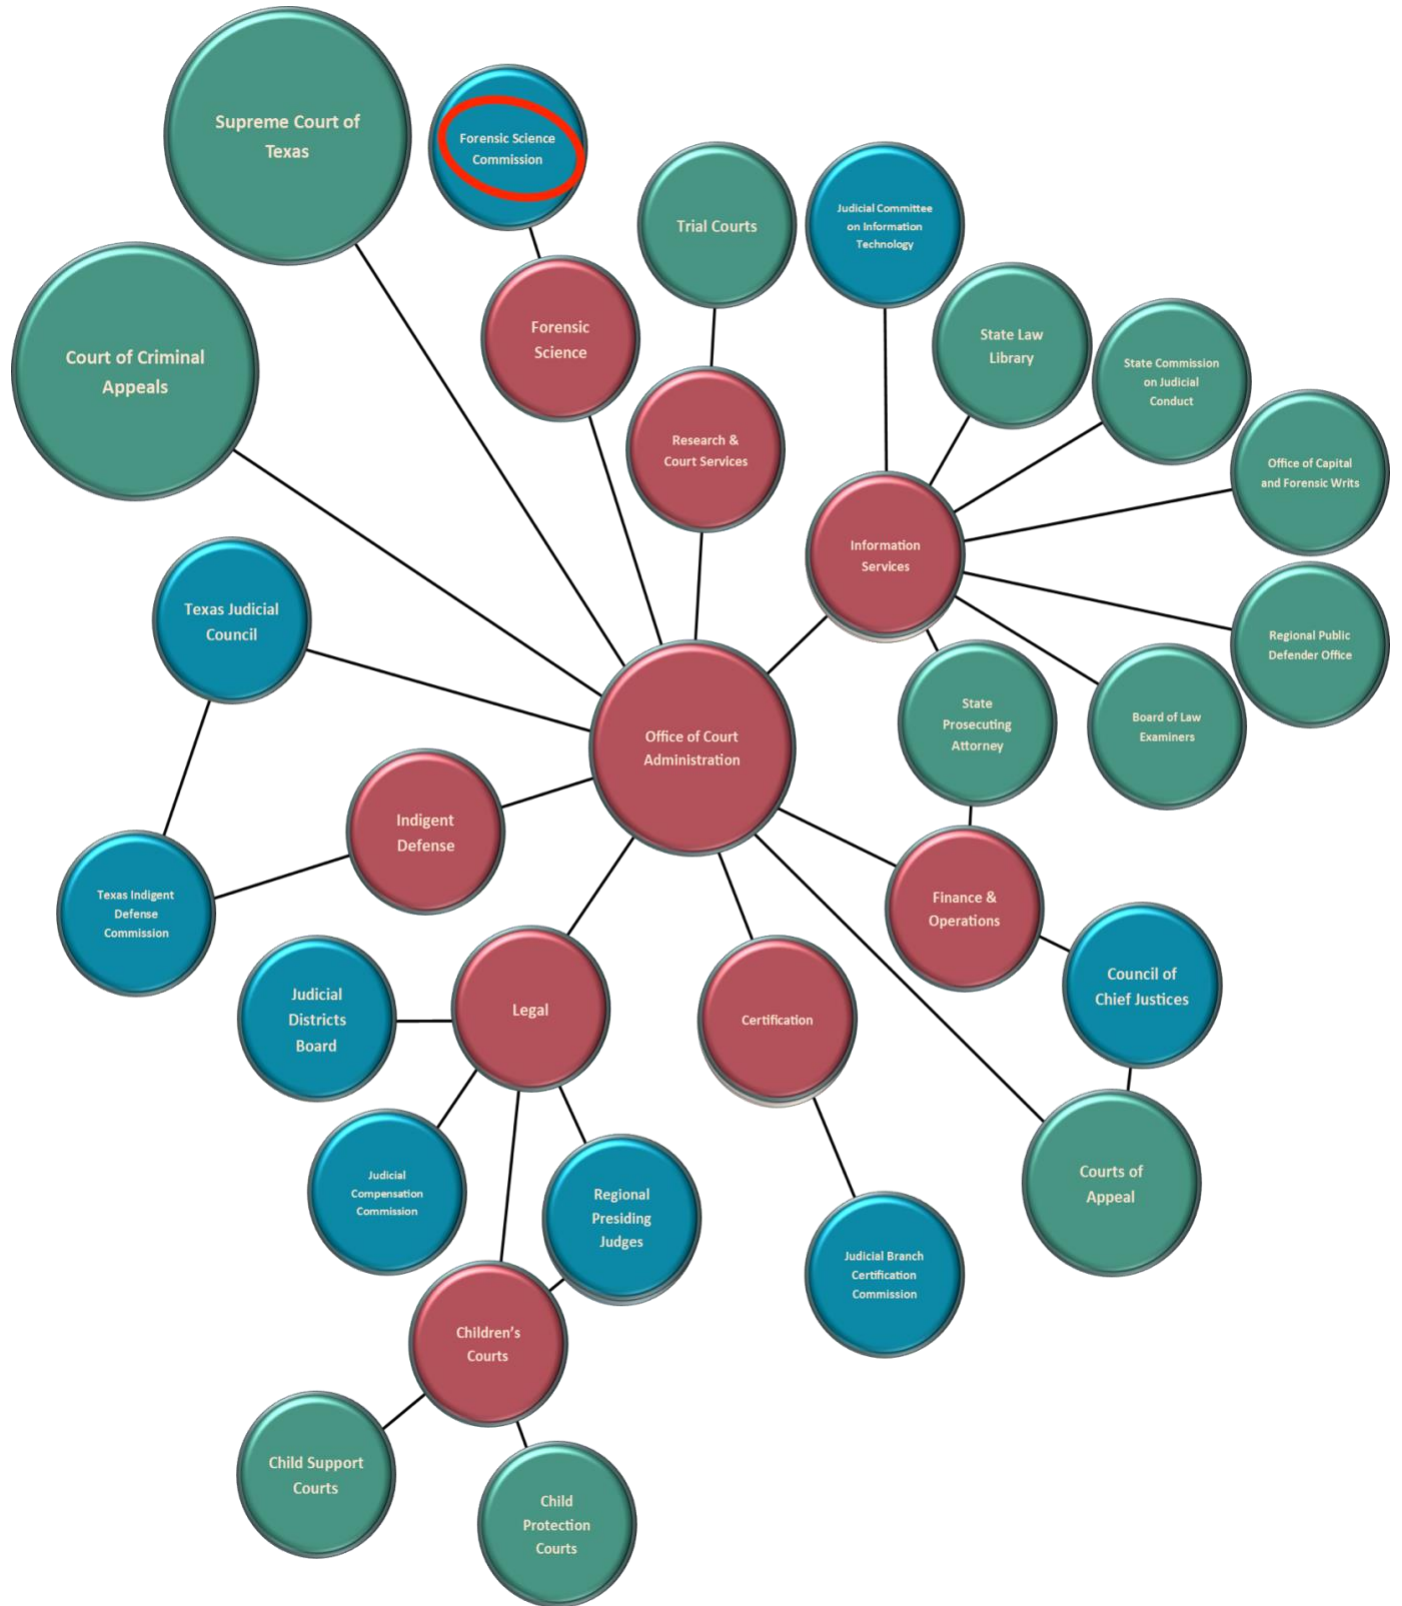 Supreme Court of
Texas
Forensic Science
Commission
Trial Courts
Judicial Committee
on Information
Technology
Court of Criminal
Appeals
Forensic
Science
State Law
Library
State Commission
on Judicial
Conduct
Research &
Court Services
Office of Capital
and Forensic Writs
Information
Services
Texas Judicial
Council
Regional Public
Defender Office
State
Prosecuting
Attorney
Board of Law
Examiners
Office of Court
Administration
Indigent
Defense
Texas Indigent
Defense
Commission
Finance &
Operations
Council of
Chief Justices
Judicial
Districts
Board
Legal
Certification
Judicial
Compensation
Commission
Regional
Presiding
Judges
Courts of
Appeal
Judicial Branch
Certification
Commission
Children’s
Courts
Child Support
Courts
Child
Protection
Courts